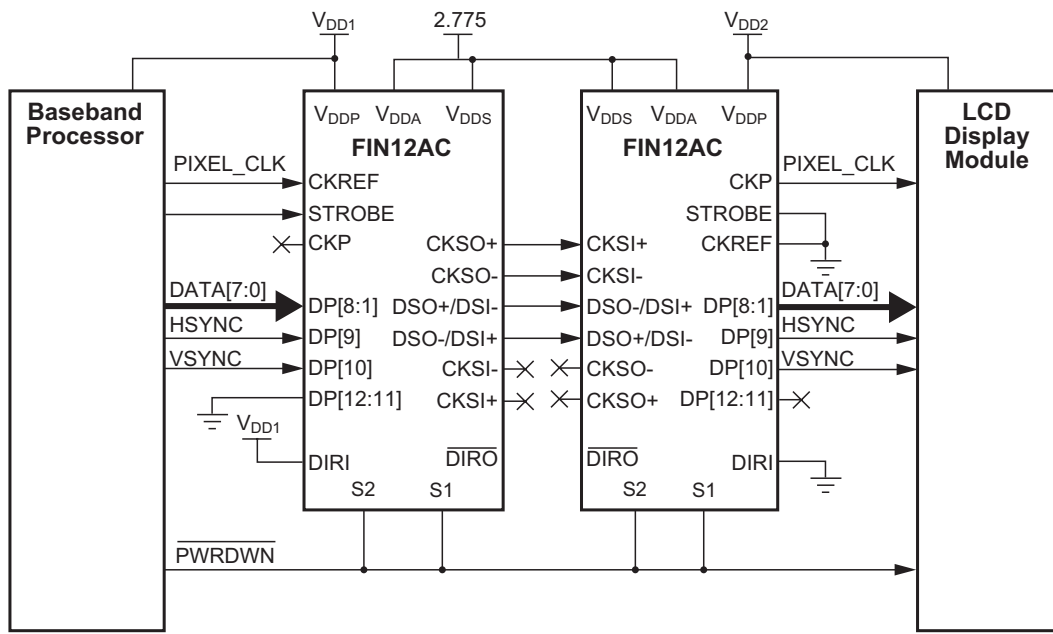 VDD1
2.775
VDD2
Baseband
Processor
VDDP VDDA VDDS
FIN12AC
VDDS VDDA VDDP
FIN12AC
LCD
Display
Module
PIXEL_CLK
CKREF
CKP
PIXEL_CLK
STROBE
STROBE
CKP
CKSO+
CKSI+
CKREF
CKSO-
CKSI-
DATA[7:0]
DP[8:1]
DSO+/DSI-
DSO-/DSI+
DP[8:1]
DATA[7:0]
HSYNC
DP[9]
DSO-/DSI+
DSO+/DSI-
DP[9]
HSYNC
VSYNC
DP[10]
CKSI-
CKSO-
DP[10]
VSYNC
DP[12:11]
CKSI+
CKSO+
DP[12:11]
VDD1
DIRI
DIRO
DIRO
DIRI
S2
S1
S2
S1
PWRDWN